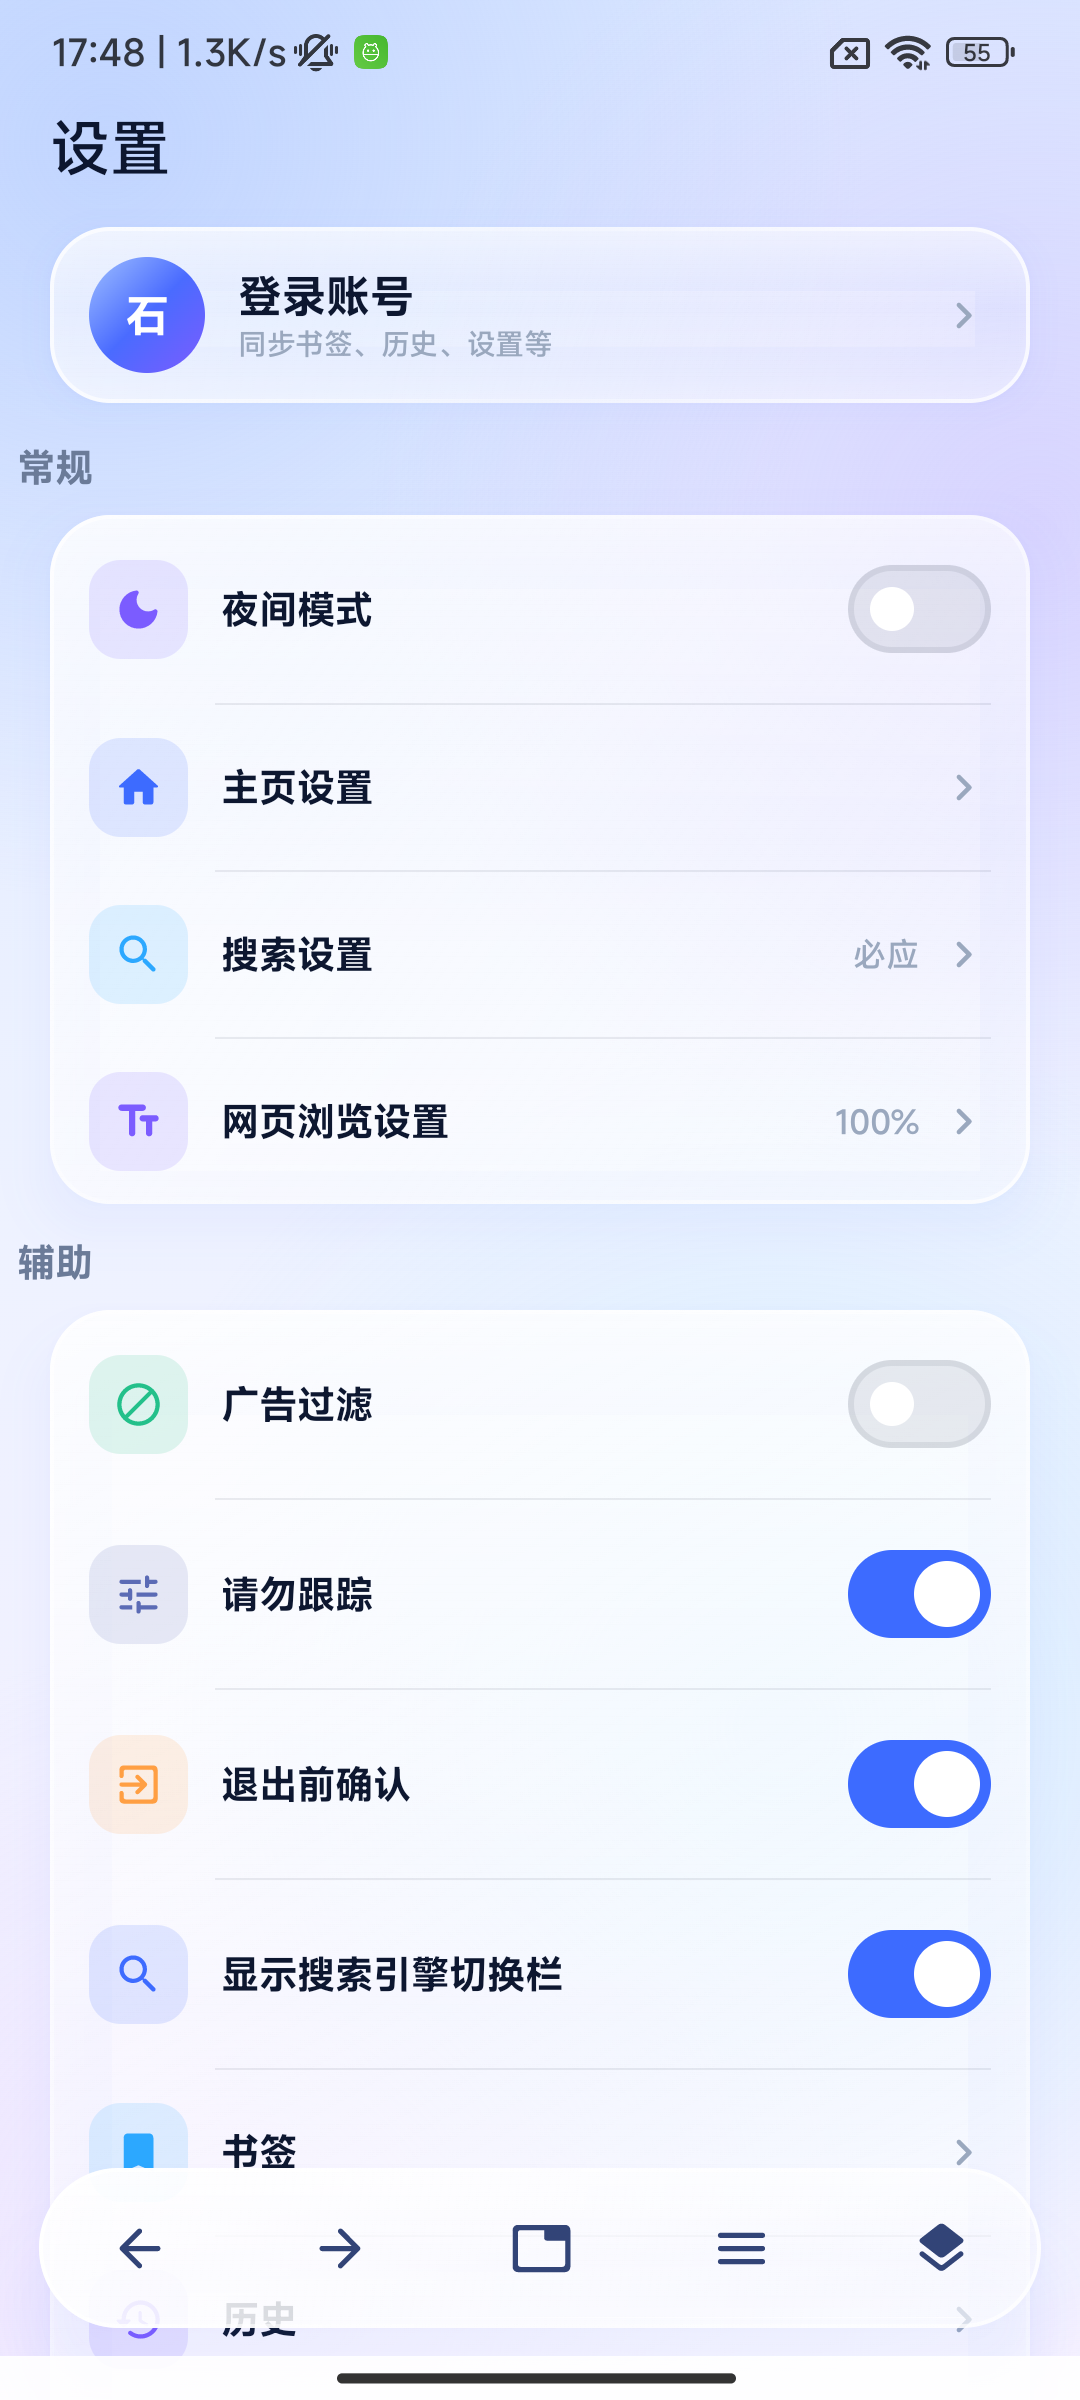 17:48 | 1.3K/s
55
设置
石
登录账号
同步书签、历史、设置等
常规
夜间模式
主页设置
搜索设置 必应
网页浏览设置 100%
辅助
广告过滤
请勿跟踪
退出前确认
显示搜索引擎切换栏
书签
历史